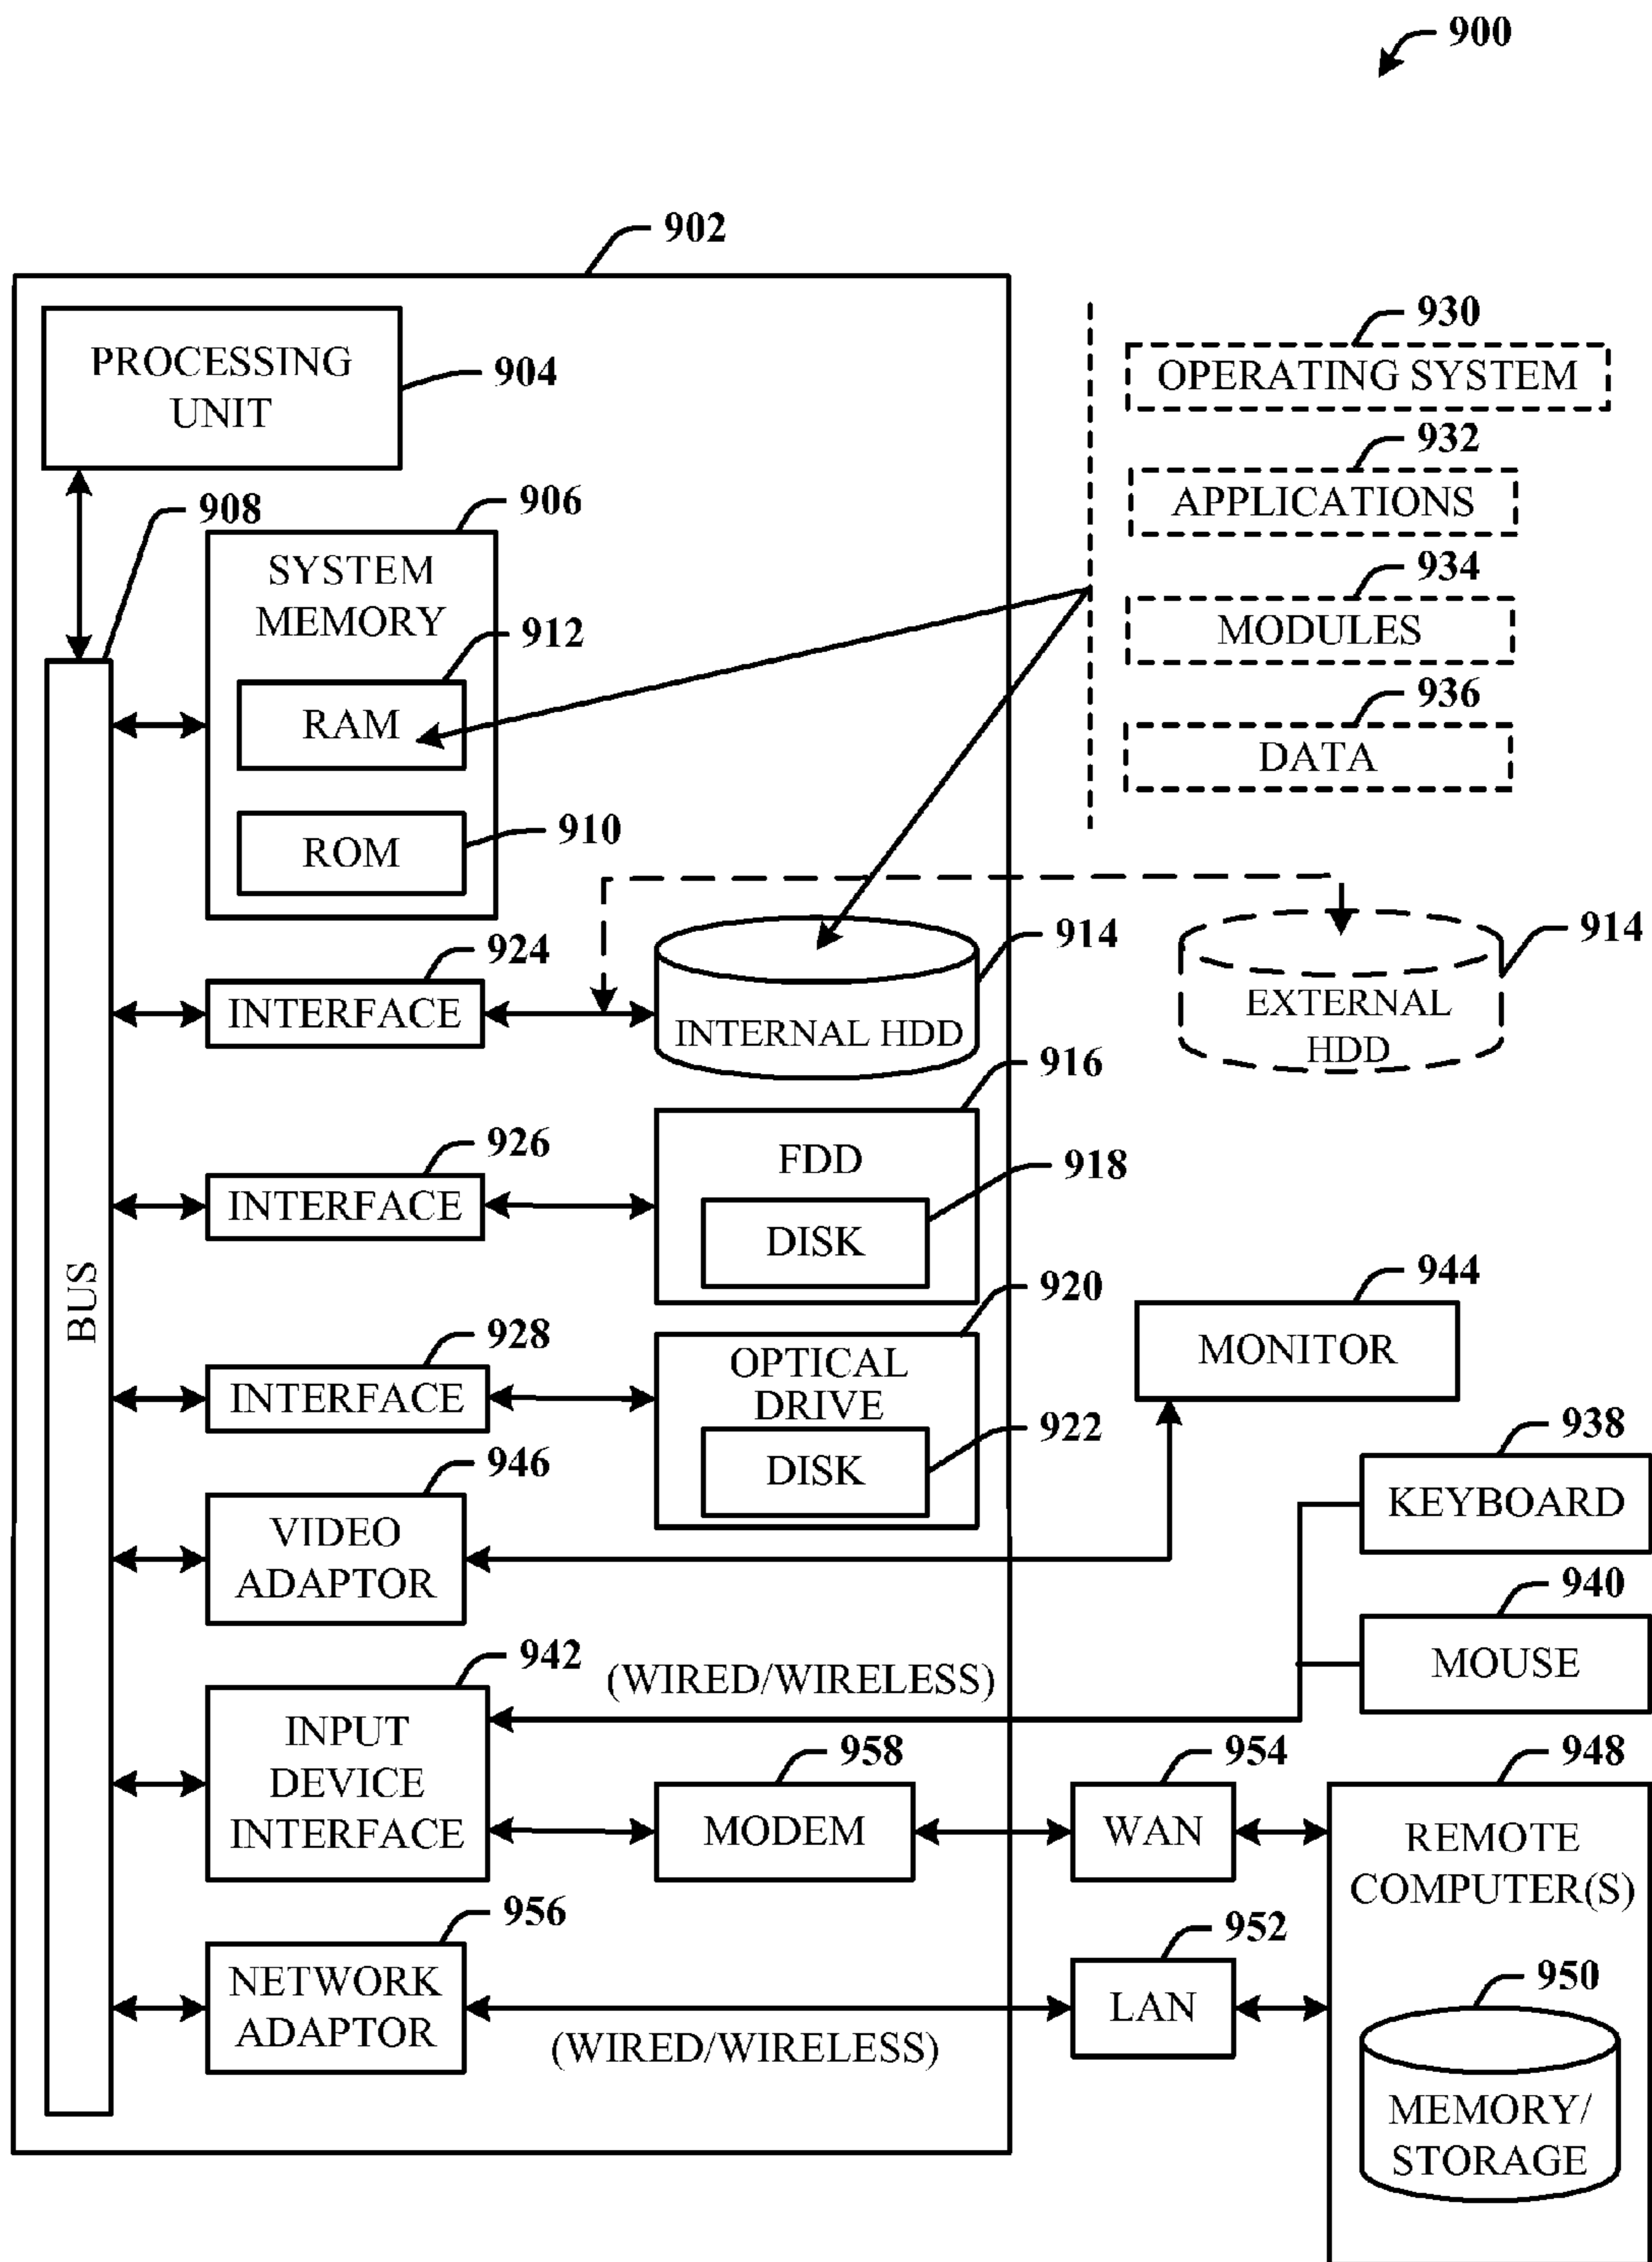 900
902
PROCESSING
UNIT
904
930
OPERATING SYSTEM
932
APPLICATIONS
934
MODULES
936
DATA
908
906
SYSTEM
MEMORY
912
RAM
910
ROM
924
INTERFACE
914
INTERNAL HDD
914
EXTERNAL
HDD
916
FDD
918
DISK
926
INTERFACE
BUS
920
OPTICAL
DRIVE
922
DISK
928
INTERFACE
944
MONITOR
946
VIDEO
ADAPTOR
938
KEYBOARD
940
MOUSE
942
INPUT
DEVICE
INTERFACE
(WIRED/WIRELESS)
958
MODEM
954
WAN
948
REMOTE
COMPUTER(S)
956
NETWORK
ADAPTOR
(WIRED/WIRELESS)
952
LAN
950
MEMORY/
STORAGE